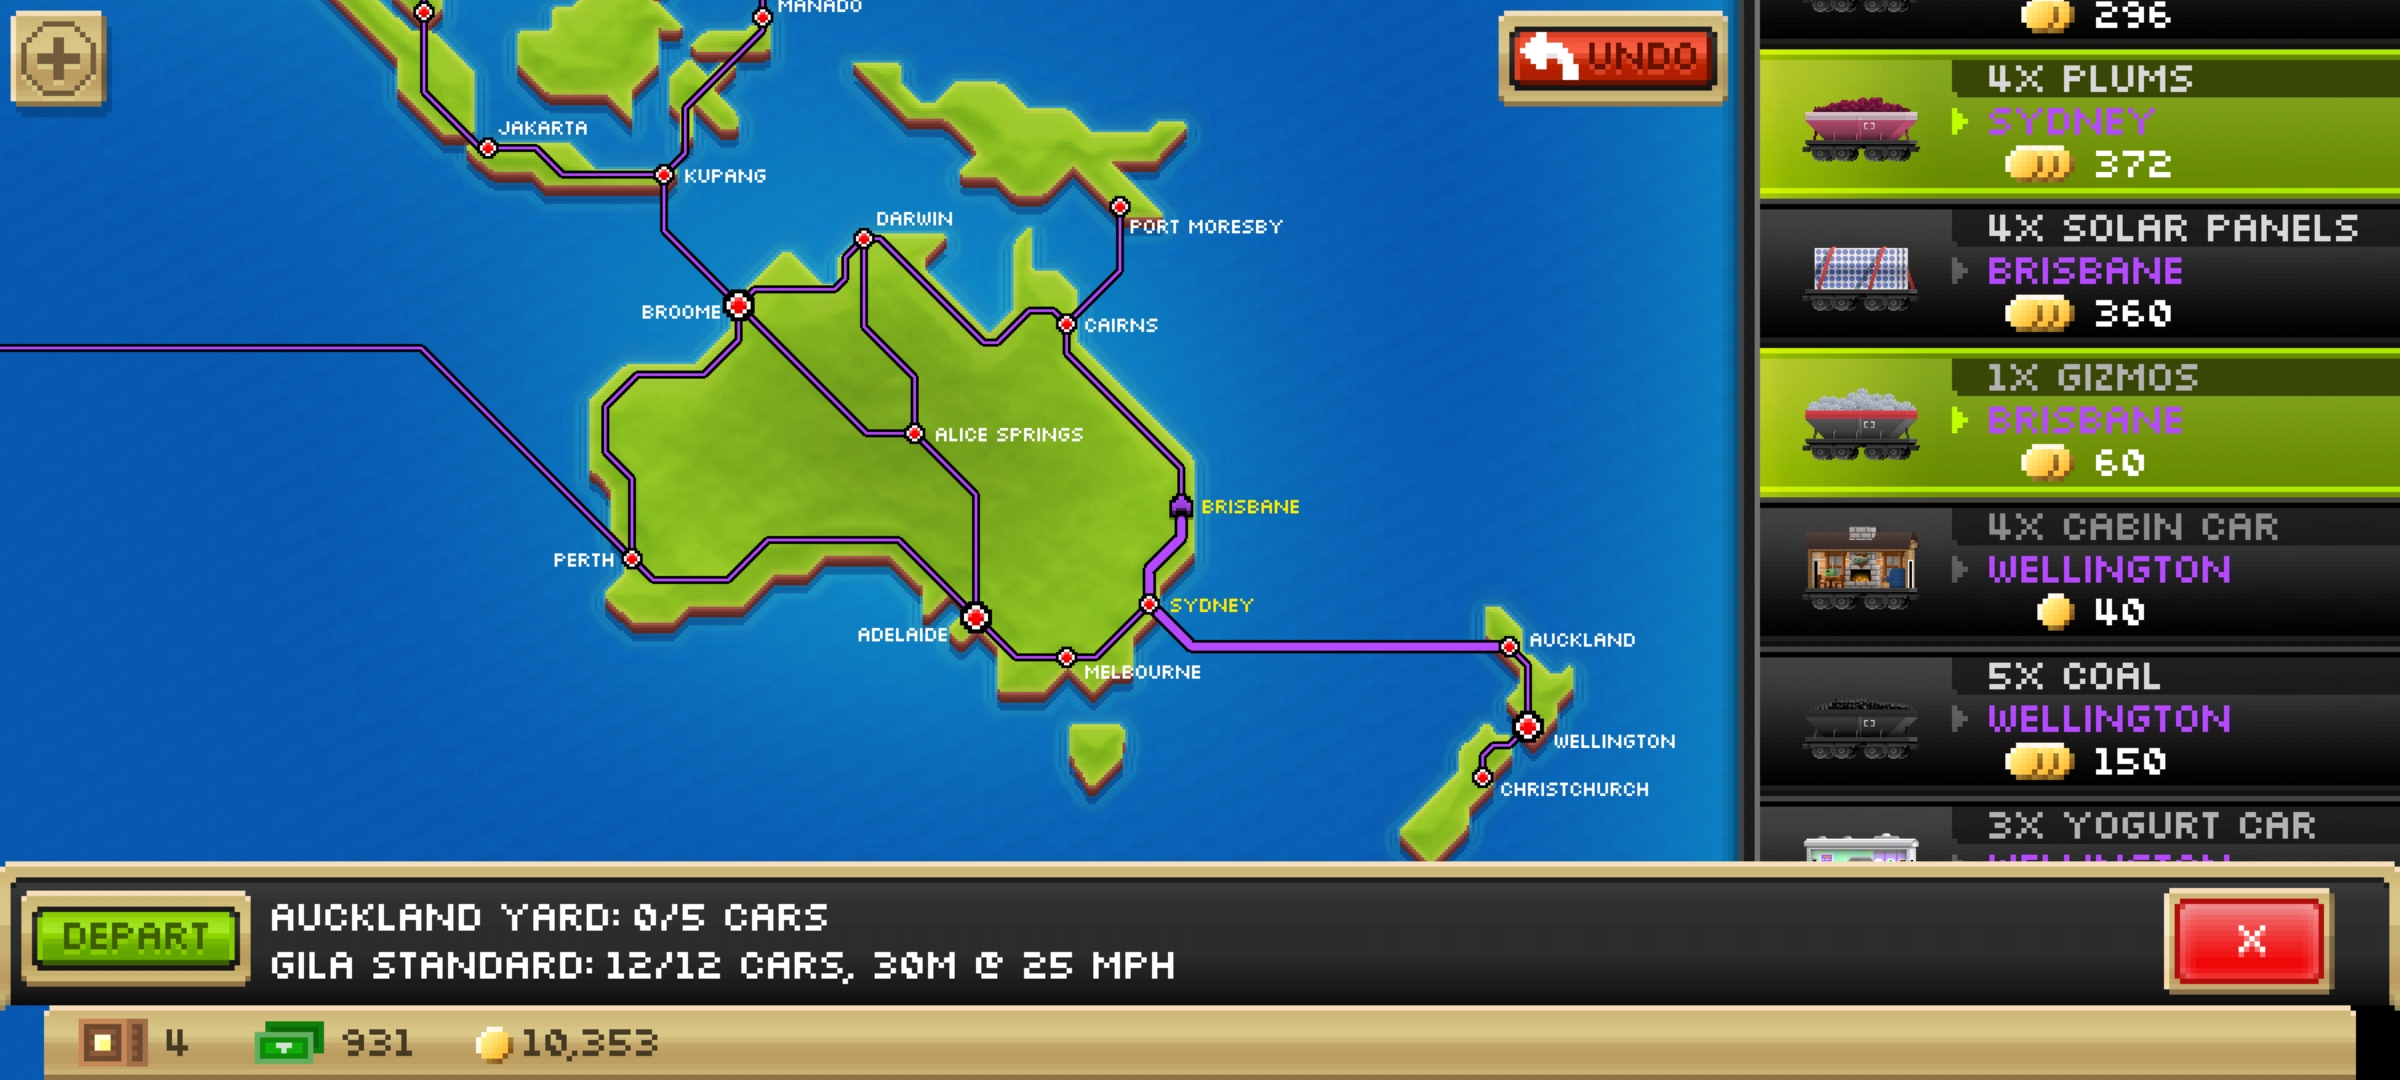 MANADO
JAKARTA
KUPANG
DARWIN
PORT MORESBY
BROOME
CAIRNS
ALICE SPRINGS
BRISBANE
PERTH
SYDNEY
ADELAIDE
MELBOURNE
AUCKLAND
WELLINGTON
CHRISTCHURCH
UNDO
296
4X PLUMS
SYDNEY
372
4X SOLAR PANELS
BRISBANE
360
1X GIZMOS
BRISBANE
60
4X CABIN CAR
WELLINGTON
40
5X COAL
WELLINGTON
150
3X YOGURT CAR
WELLINGTON
DEPART
AUCKLAND YARD: 0/5 CARS
GILA STANDARD: 12/12 CARS, 30M @ 25 MPH
X
4
931
10,353